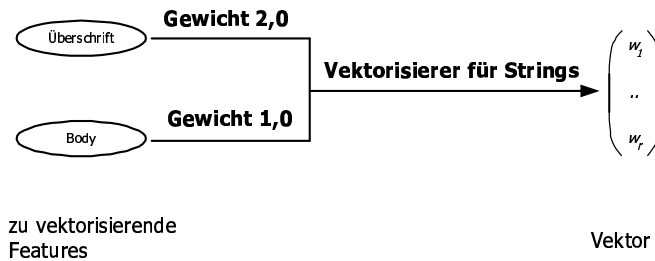 Gewicht 2,0
Überschrift
Vektorisierer für Strings
Gewicht 1,0
Body
w1
..
wr
zu vektorisierende
Features
Vektor